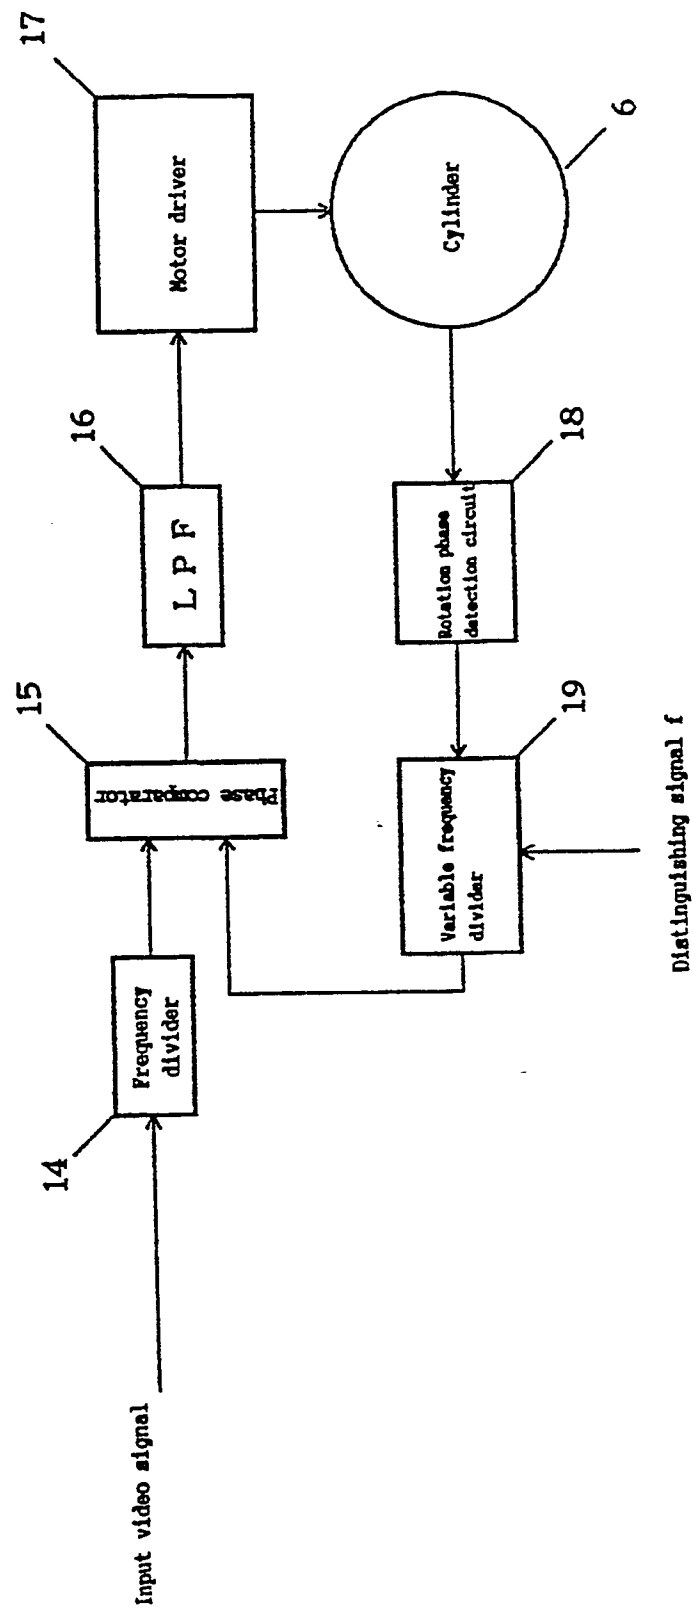 Input video signal
14
Frequency
divider
15
Phase comparator
16
LPF
17
Motor driver
Cylinder
6
Rotation phase
detection circuit
18
Variable frequency
divider
19
Distinguishing signal f